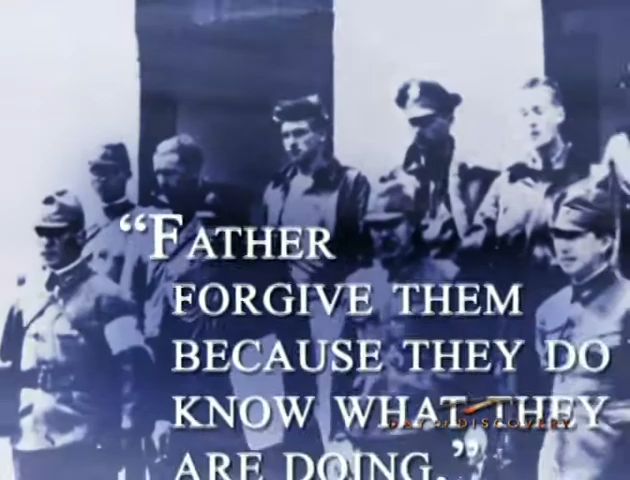 “FATHER
FORGIVE THEM
BECAUSE THEY DO
KNOW WHAT THEY
ARE DOING.”
DAY OF DISCOVERY